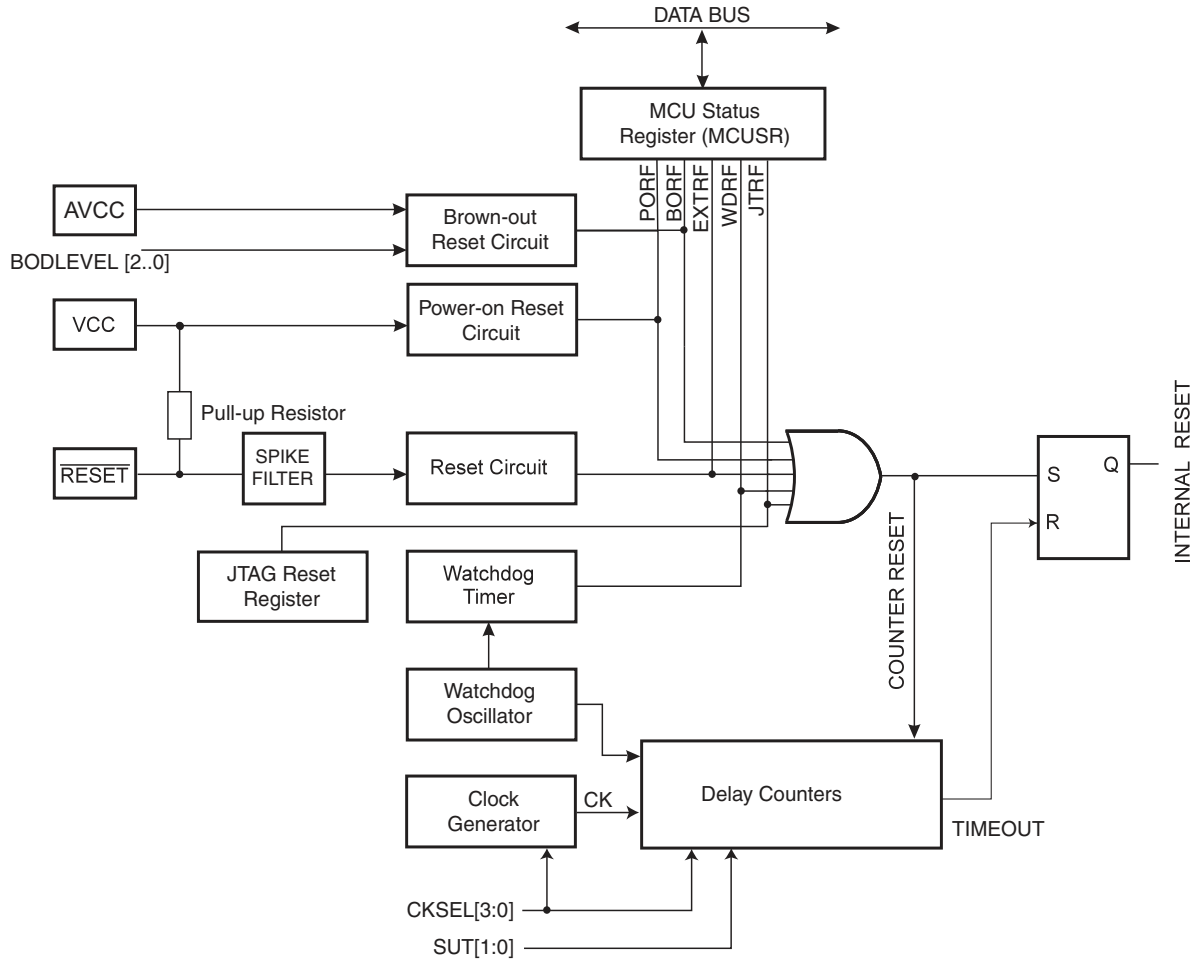 DATA BUS
MCU Status
Register (MCUSR)
PORF
BORF
EXTRF
WDRF
JTRF
AVCC
Brown-out
Reset Circuit
BODLEVEL [2..0]
VCC
Power-on Reset
Circuit
Pull-up Resistor
RESET
SPIKE
FILTER
Reset Circuit
S
Q
R
INTERNAL RESET
JTAG Reset
Register
Watchdog
Timer
COUNTER RESET
Watchdog
Oscillator
Clock
Generator
CK
Delay Counters
TIMEOUT
CKSEL[3:0]
SUT[1:0]